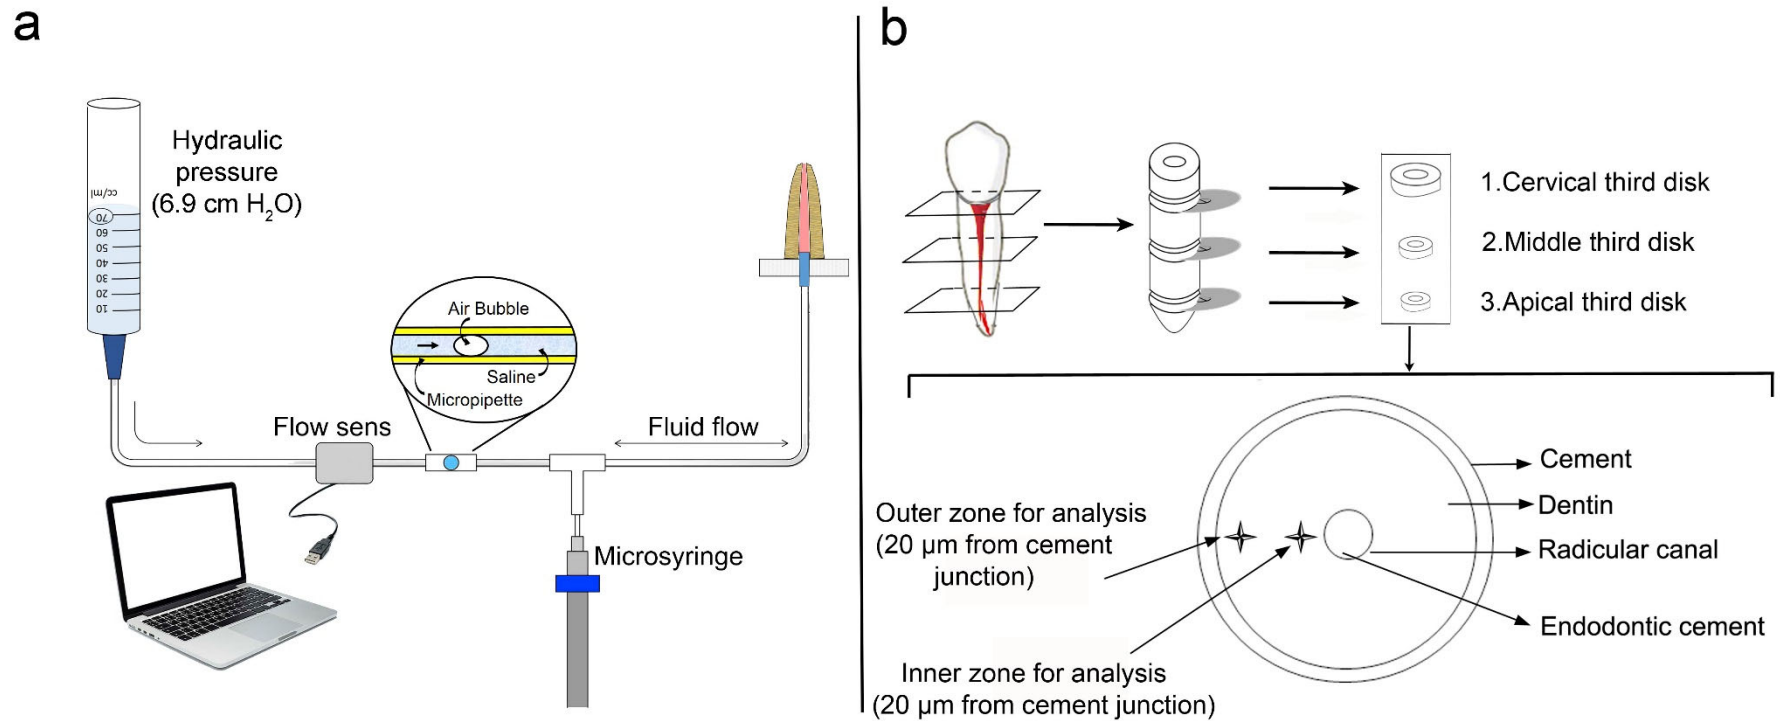 a
Hydraulic
pressure
(6.9 cm H₂O)
cc/ml
70
60
50
40
30
20
10
Air Bubble
Saline
Micropipette
Flow sens
Fluid flow
Microsyringe
b
1.Cervical third disk
2.Middle third disk
3.Apical third disk
Cement
Dentin
Radicular canal
Endodontic cement
Outer zone for analysis
(20 µm from cement
junction)
Inner zone for analysis
(20 µm from cement junction)